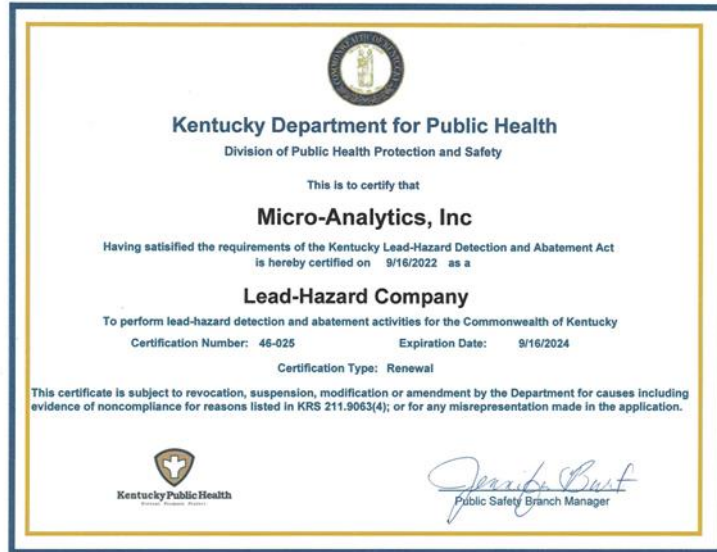 COMMONWEALTH OF KENTUCKY
Kentucky Department for Public Health
Division of Public Health Protection and Safety
This is to certify that
Micro-Analytics, Inc
Having satisified the requirements of the Kentucky Lead-Hazard Detection and Abatement Act
is hereby certified on 9/16/2022 as a
Lead-Hazard Company
To perform lead-hazard detection and abatement activities for the Commonwealth of Kentucky
Certification Number: 46-025 Expiration Date: 9/16/2024
Certification Type: Renewal
This certificate is subject to revocation, suspension, modification or amendment by the Department for causes including
evidence of noncompliance for reasons listed in KRS 211.9063(4); or for any misrepresentation made in the application.
Kentucky Public Health
Jennifer Burt
Public Safety Branch Manager